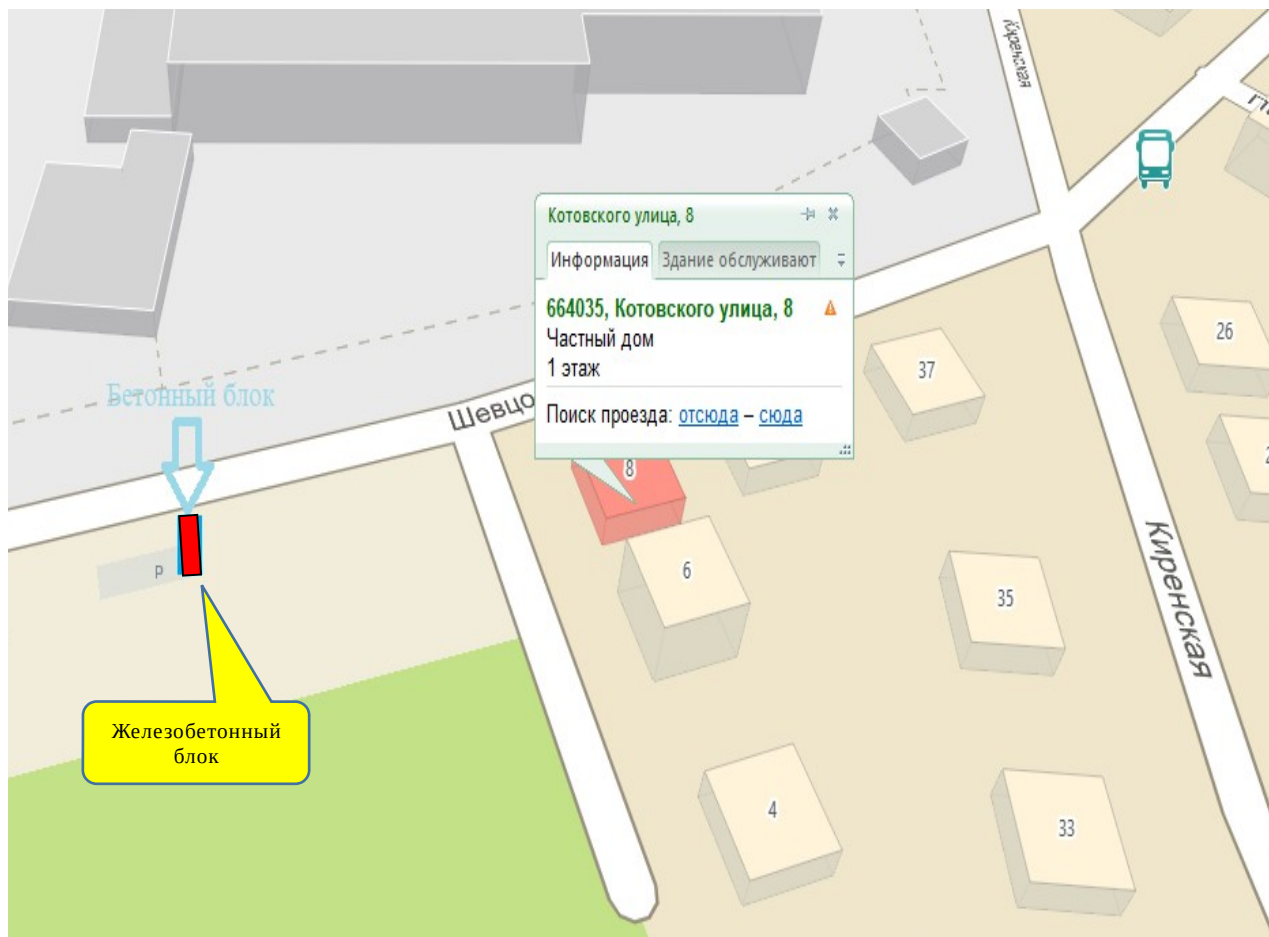 Киренская
Котовского улица, 8
Информация
Здание обслуживают
664035, Котовского улица, 8
Частный дом
1 этаж
Поиск проезда: отсюда – сюда
26
37
Бетонный блок
Шевцо
8
P
6
35
Киренская
Железобетонный
блок
4
33